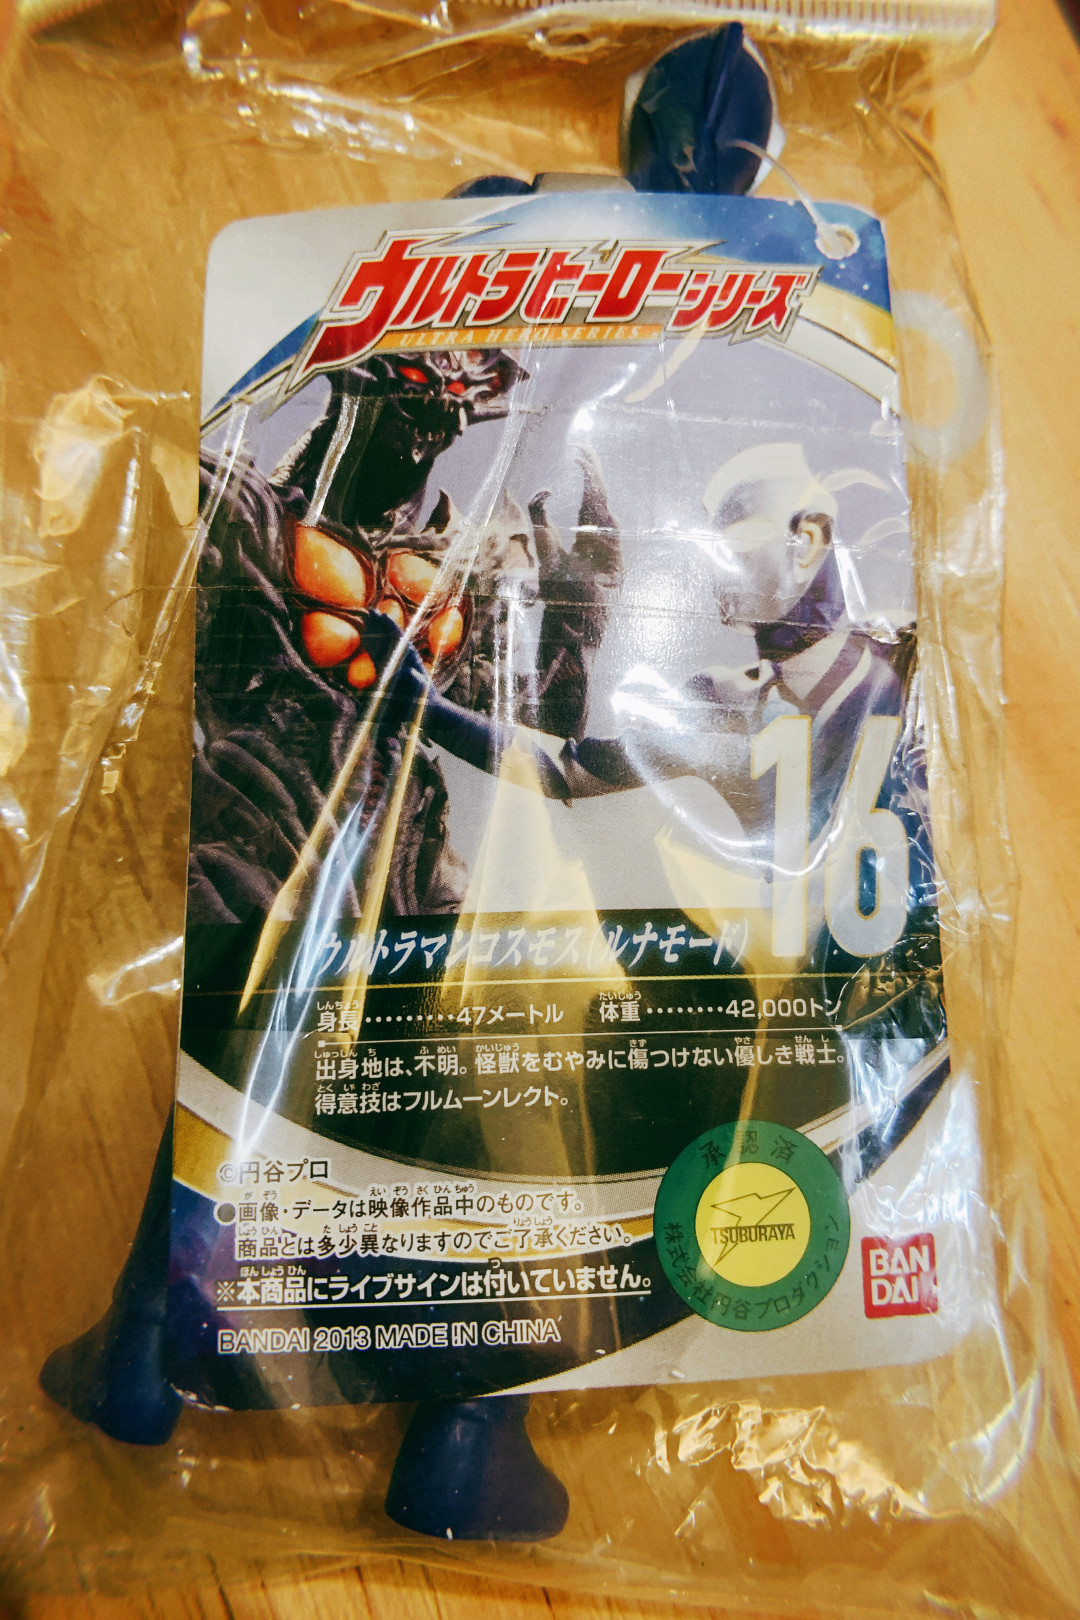 ウルトラヒーローシリーズ
ULTRA HERO SERIES
16
ウルトラマンコスモス(ルナモード)
身長………47メートル 体重………42,000トン
出身地は、不明。怪獣をむやみに傷つけない優しき戦士。
得意技はフルムーンレクト。
©円谷プロ
●画像・データは映像作品中のものです。
商品とは多少異なりますのでご了承ください。
※本商品にライブサインは付いていません。
BANDAI 2013 MADE IN CHINA
承認済
TSUBURAYA
株式会社円谷プロダクション
BAN
DAI